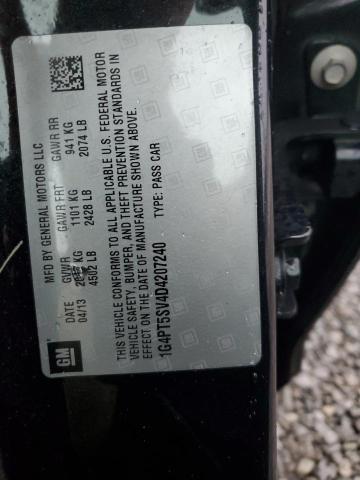 MFD BY GENERAL MOTORS LLC
DATE GVWR GAWR FRT GAWR RR
04/13 KG 1101 KG 941 KG
4502 LB 2428 LB 2074 LB
GM
THIS VEHICLE CONFORMS TO ALL APPLICABLE U.S. FEDERAL MOTOR
VEHICLE SAFETY, BUMPER, AND THEFT PREVENTION STANDARDS IN
EFFECT ON THE DATE OF MANUFACTURE SHOWN ABOVE.
1G4PT5SV4D4207240 TYPE: PASS CAR